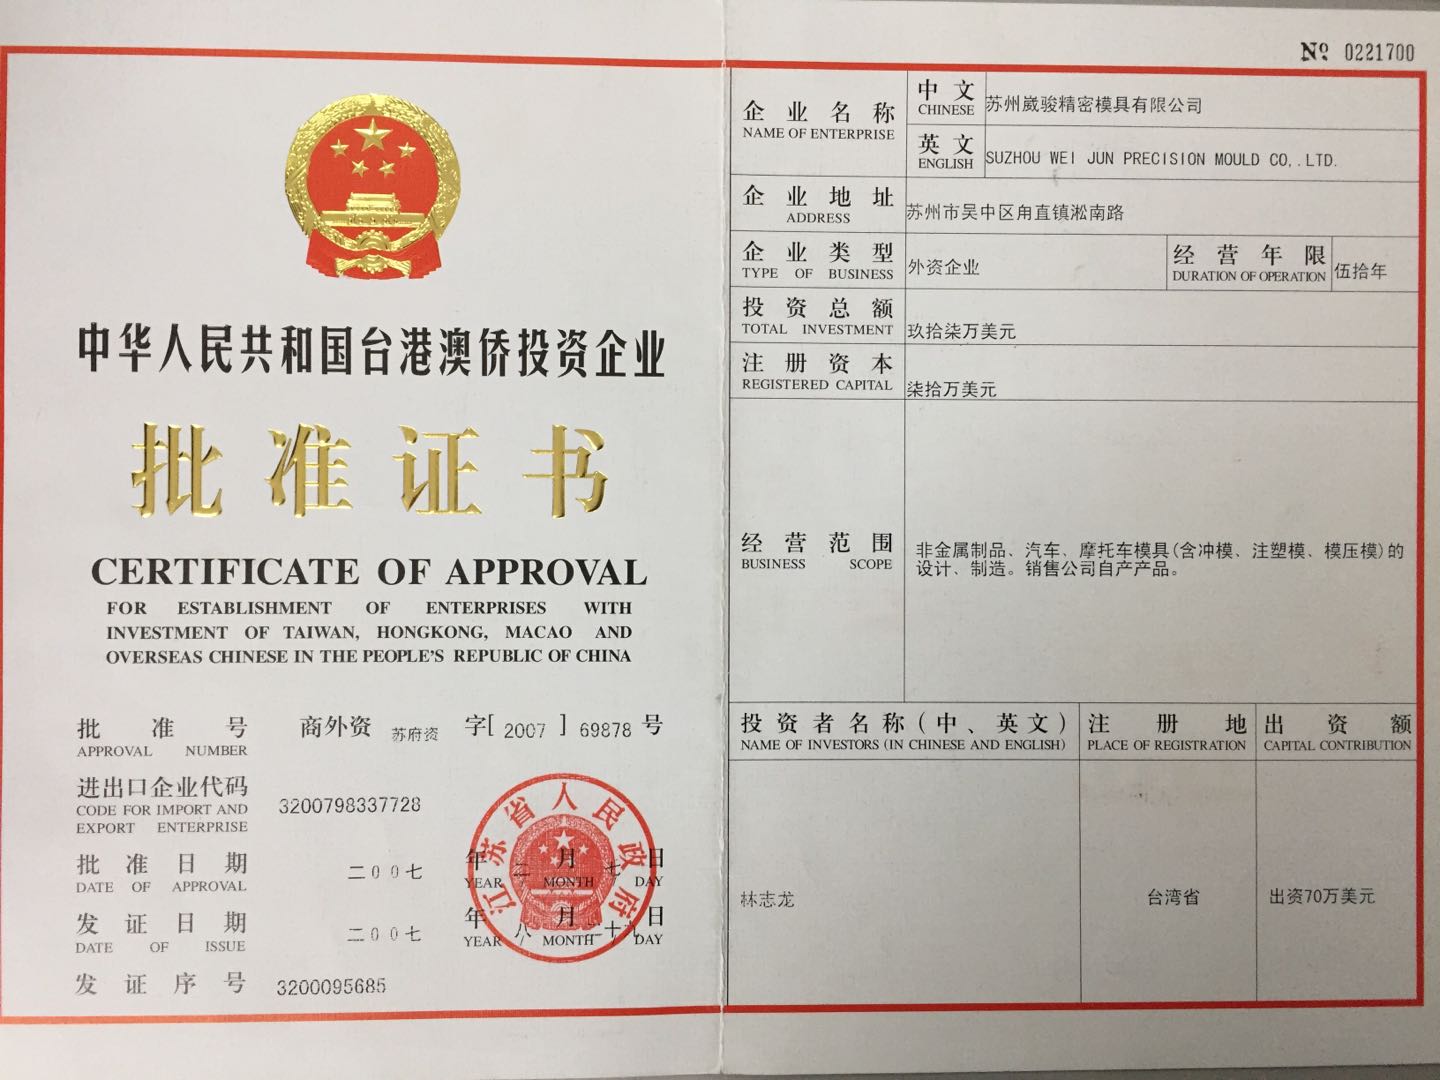 中华人民共和国台港澳侨投资企业
批准证书
CERTIFICATE OF APPROVAL
FOR ESTABLISHMENT OF ENTERPRISES WITH
INVESTMENT OF TAIWAN, HONGKONG, MACAO AND
OVERSEAS CHINESE IN THE PEOPLE'S REPUBLIC OF CHINA
批准号 商外资 苏府资 字[ 2007 ] 69878 号
APPROVAL NUMBER
进出口企业代码
CODE FOR IMPORT AND
EXPORT ENTERPRISE
3200798337728
批准日期 二00七 年 二 月 七 日
DATE OF APPROVAL YEAR MONTH DAY
发证日期 二00七 年 八 月 二十九 日
DATE OF ISSUE YEAR MONTH DAY
发证序号 3200095685
江苏省人民政府
Nº 0221700
企业名称 中文 苏州崴骏精密模具有限公司
NAME OF ENTERPRISE CHINESE
英文 SUZHOU WEI JUN PRECISION MOULD CO,.LTD.
ENGLISH
企业地址 苏州市吴中区甪直镇淞南路
ADDRESS
企业类型 外资企业 经营年限 伍拾年
TYPE OF BUSINESS DURATION OF OPERATION
投资总额 玖拾柒万美元
TOTAL INVESTMENT
注册资本 柒拾万美元
REGISTERED CAPITAL
经营范围
BUSINESS SCOPE
非金属制品、汽车、摩托车模具(含冲模、注塑模、模压模)的
设计、制造。销售公司自产产品。
投资者名称(中、英文) 注册地 出资额
NAME OF INVESTORS (IN CHINESE AND ENGLISH) PLACE OF REGISTRATION CAPITAL CONTRIBUTION
林志龙 台湾省 出资70万美元